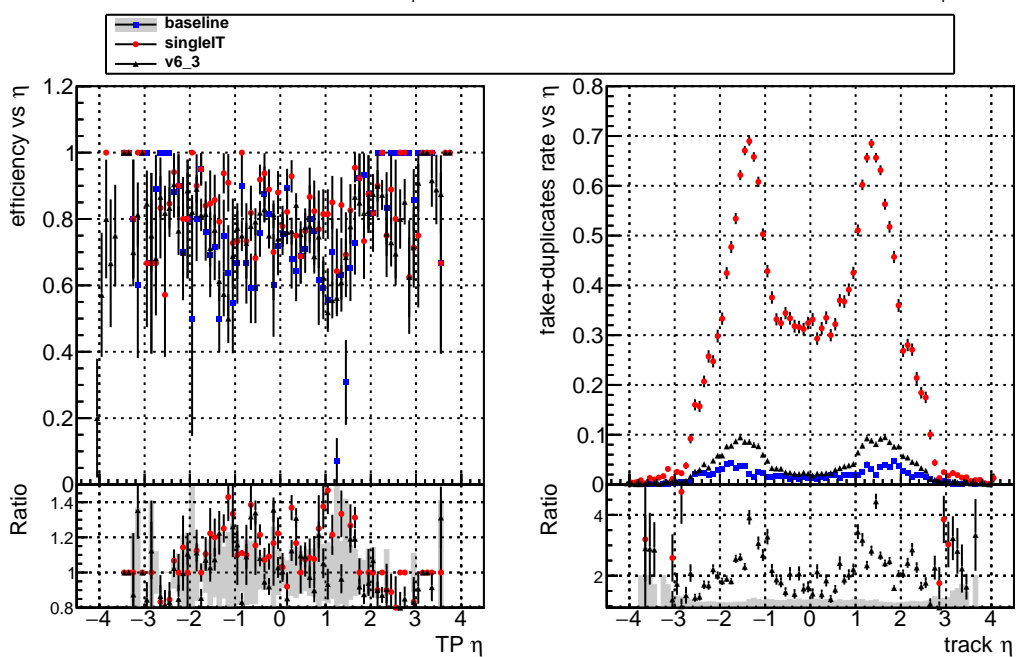 baseline
singleIT
v6_3
efficiency vs η
1.2
1
0.8
0.6
0.4
0.2
0
Ratio
1.4
1.2
1
0.8
−4 −3 −2 −1 0 1 2 3 4
TP η
fake+duplicates rate vs η
0.8
0.7
0.6
0.5
0.4
0.3
0.2
0.1
0
Ratio
4
2
−4 −3 −2 −1 0 1 2 3 4
track η